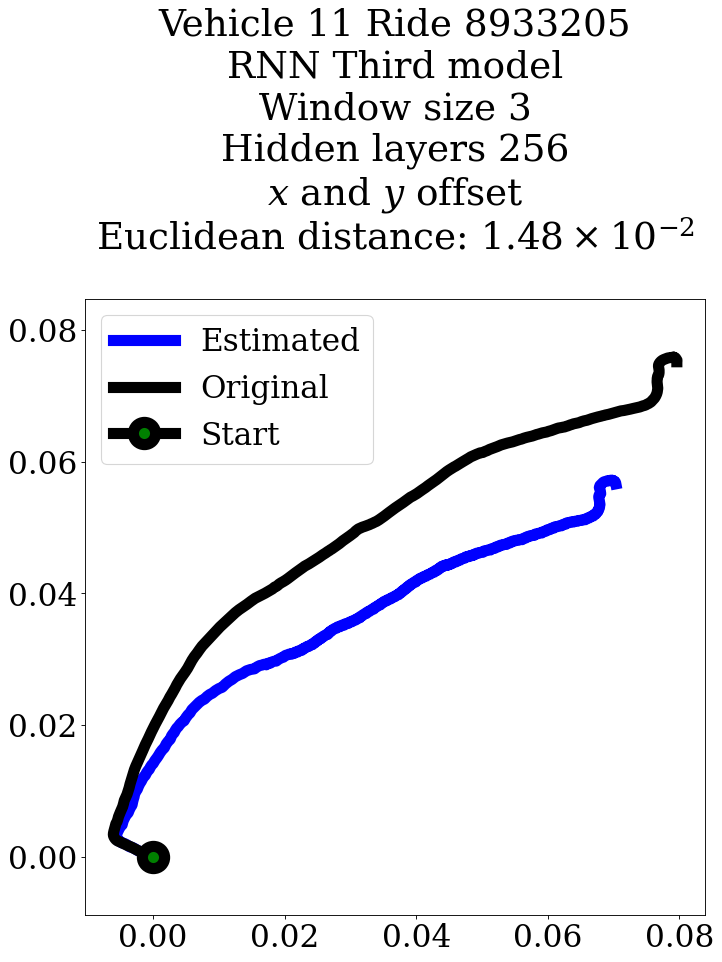 Vehicle 11 Ride 8933205
RNN Third model
Window size 3
Hidden layers 256
x and y offset
Euclidean distance: 1.48 × 10⁻²
Estimated
Original
Start
0.08
0.06
0.04
0.02
0.00
0.00 0.02 0.04 0.06 0.08